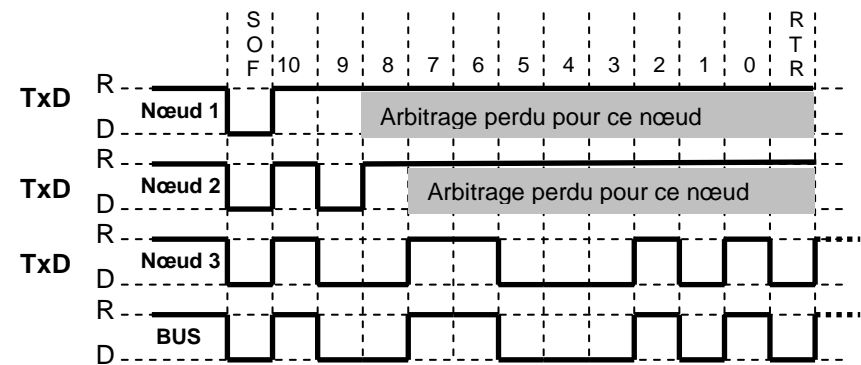 S
O
F
10 9 8 7 6 5 4 3 2 1 0
R
T
R
TxD
R
Nœud 1
D
Arbitrage perdu pour ce nœud
TxD
R
Nœud 2
D
Arbitrage perdu pour ce nœud
TxD
R
Nœud 3
D
R
BUS
D